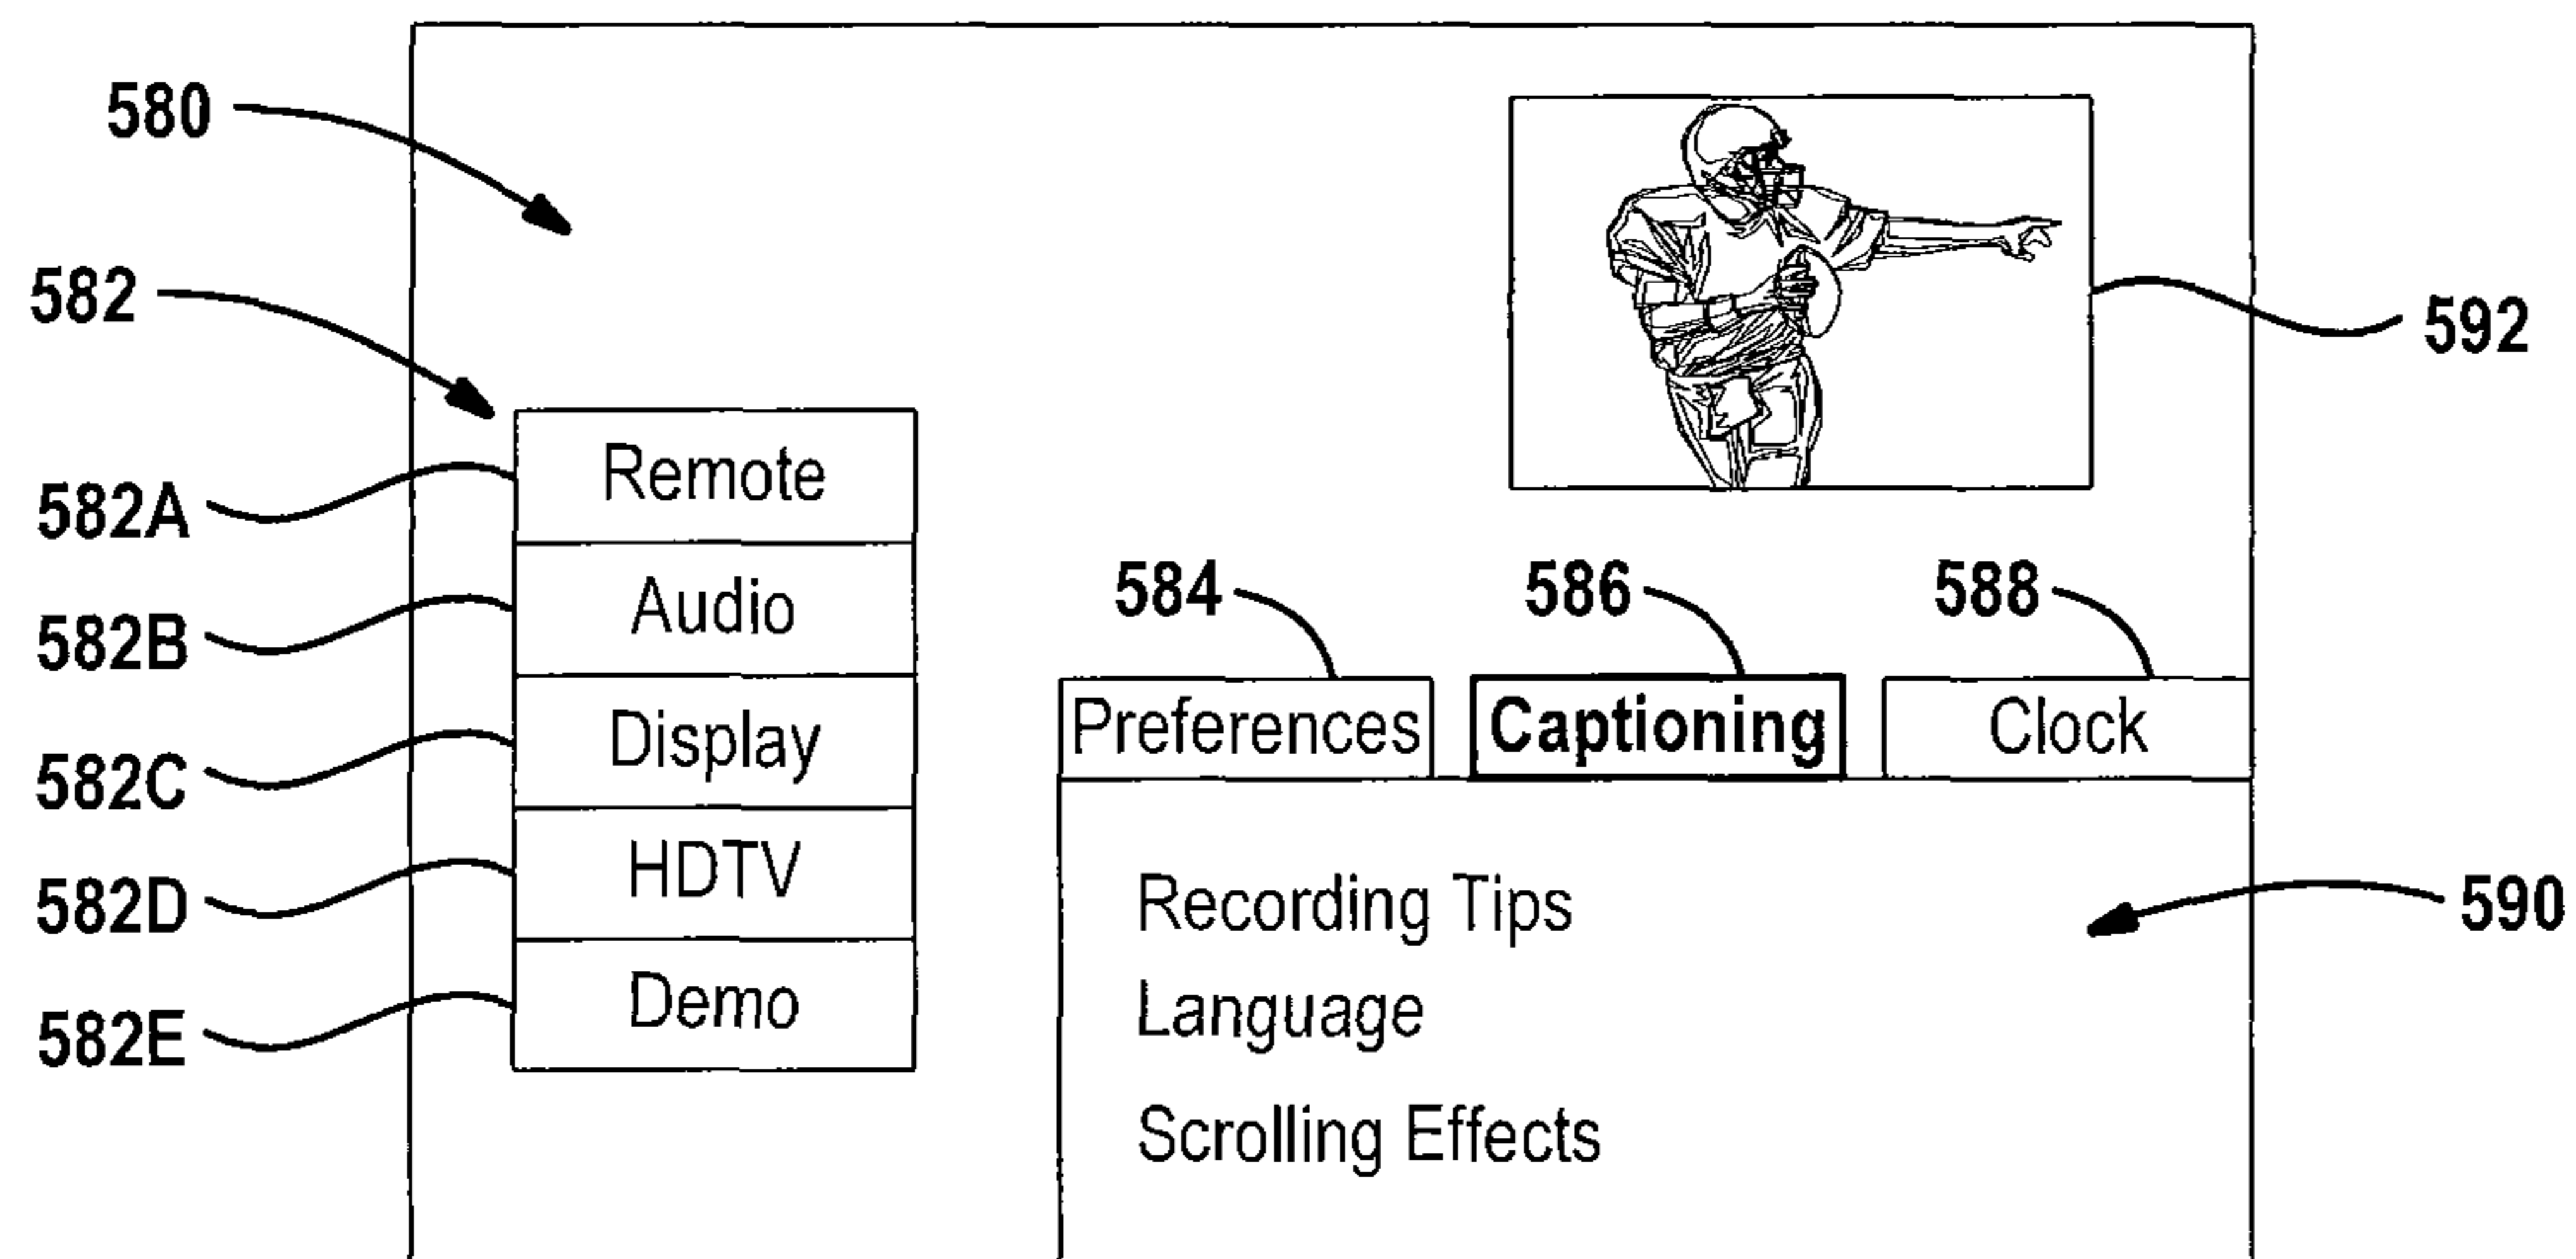 580
582
592
Remote
582A
584
586
588
Audio
582B
Preferences
Captioning
Clock
Display
582C
HDTV
582D
Recording Tips
590
Demo
582E
Language
Scrolling Effects